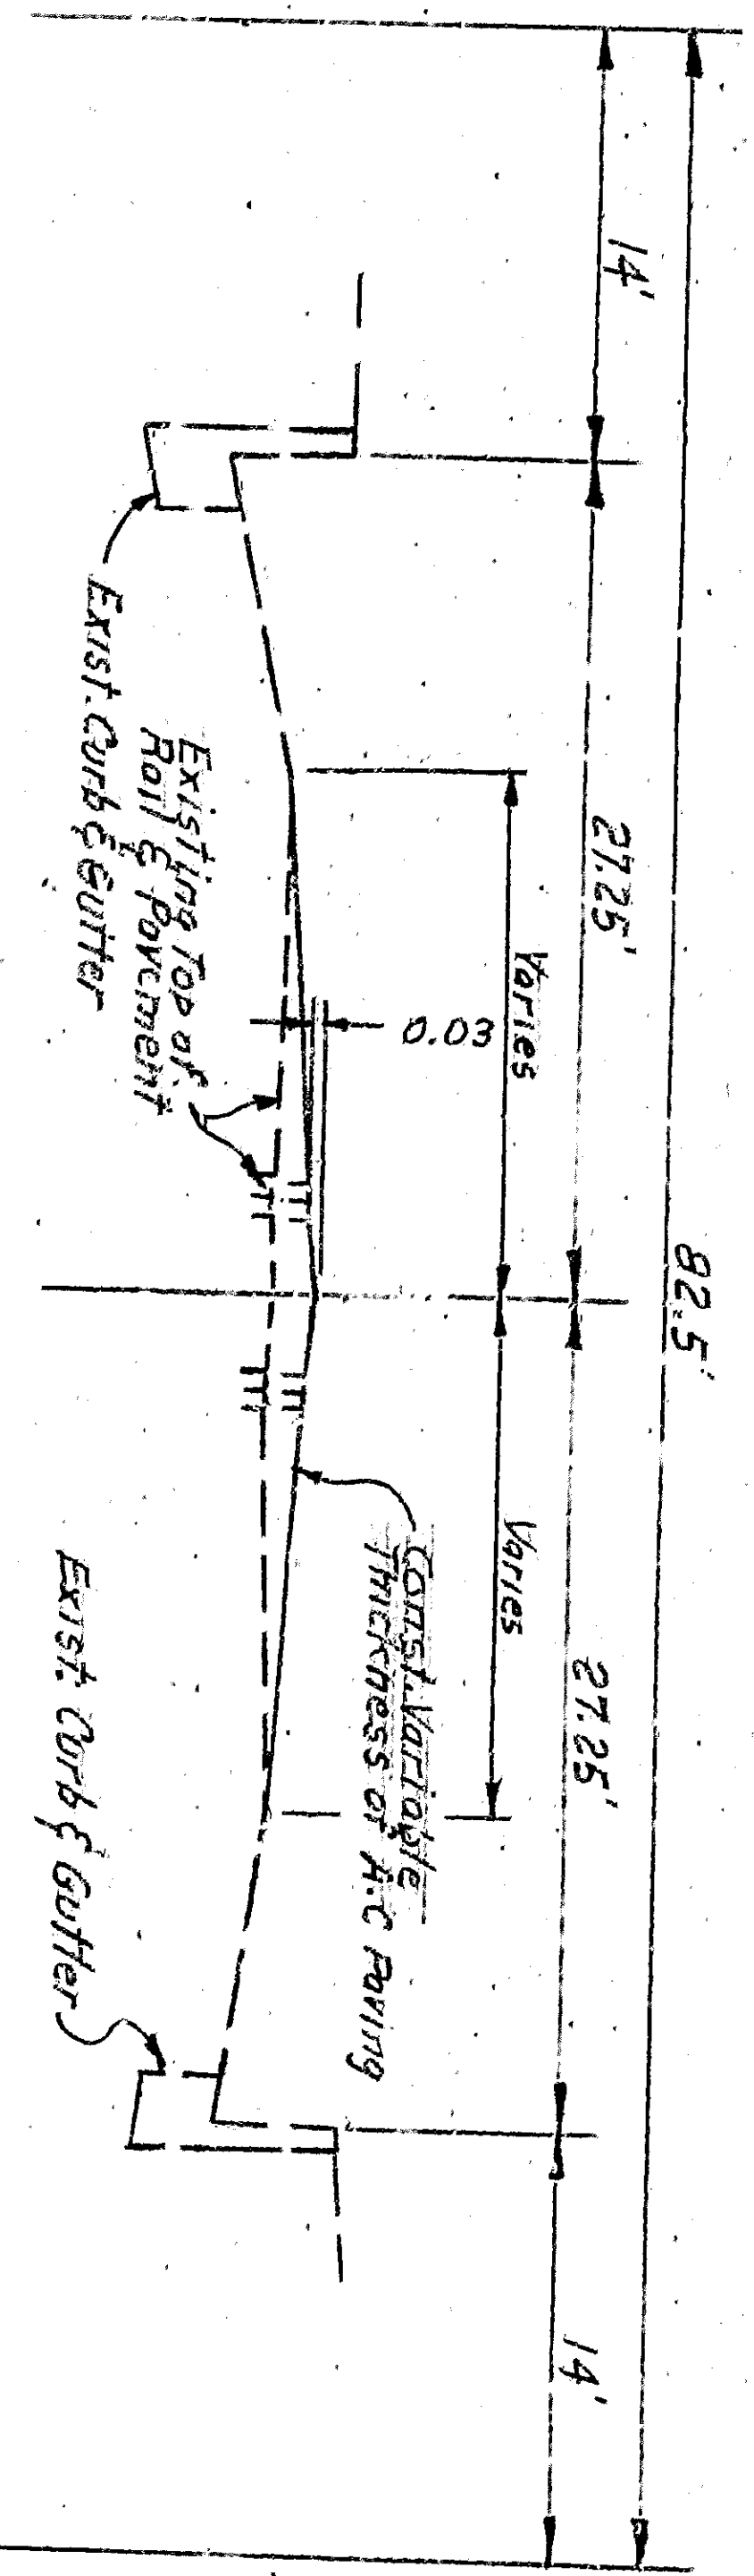 82.5'
14'
27.25'
27.25'
14'
Varies
Varies
0.03
Const. Variable
Thickness of A.C Paving
Existing Top of
Rail & Pavement
Exist. Curb & Gutter
Exist. Curb & Gutter